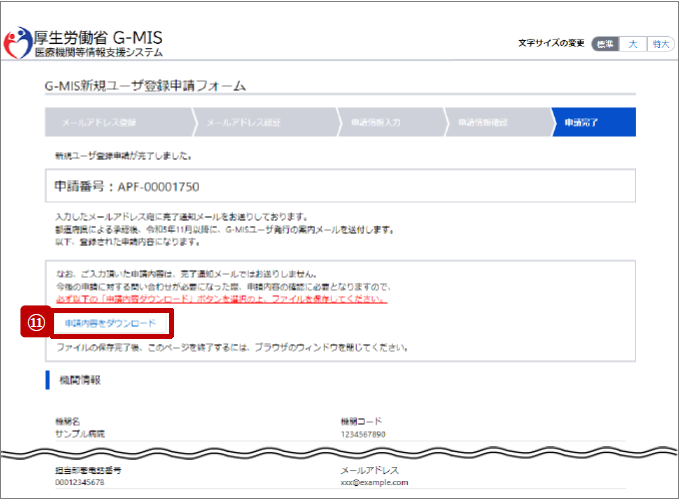 厚生労働省 G-MIS
医療機関等情報支援システム
文字サイズの変更 標準 大 特大
G-MIS新規ユーザ登録申請フォーム
メールアドレス登録 メールアドレス認証 申請情報入力 申請情報確認 申請完了
新規ユーザ登録申請が完了しました。
申請番号：APF-00001750
入力したメールアドレス宛に完了通知メールをお送りしております。
都道府県による承認後、令和5年11月以降に、G-MISユーザ発行の案内メールを送付します。
以下、登録された申請内容になります。
なお、ご入力頂いた申請内容は、完了通知メールではお送りしません。
今後の申請に対する問い合わせが必要になった際、申請内容の確認に必要となりますので、
必ず以下の「申請内容ダウンロード」ボタンを選択の上、ファイルを保存してください。
⑪ 申請内容をダウンロード
ファイルの保存完了後、このページを終了するには、ブラウザのウィンドウを閉じてください。
機関情報
機関名 機関コード
サンプル病院 1234567890
担当部署電話番号 メールアドレス
00012345678 xxx@example.com